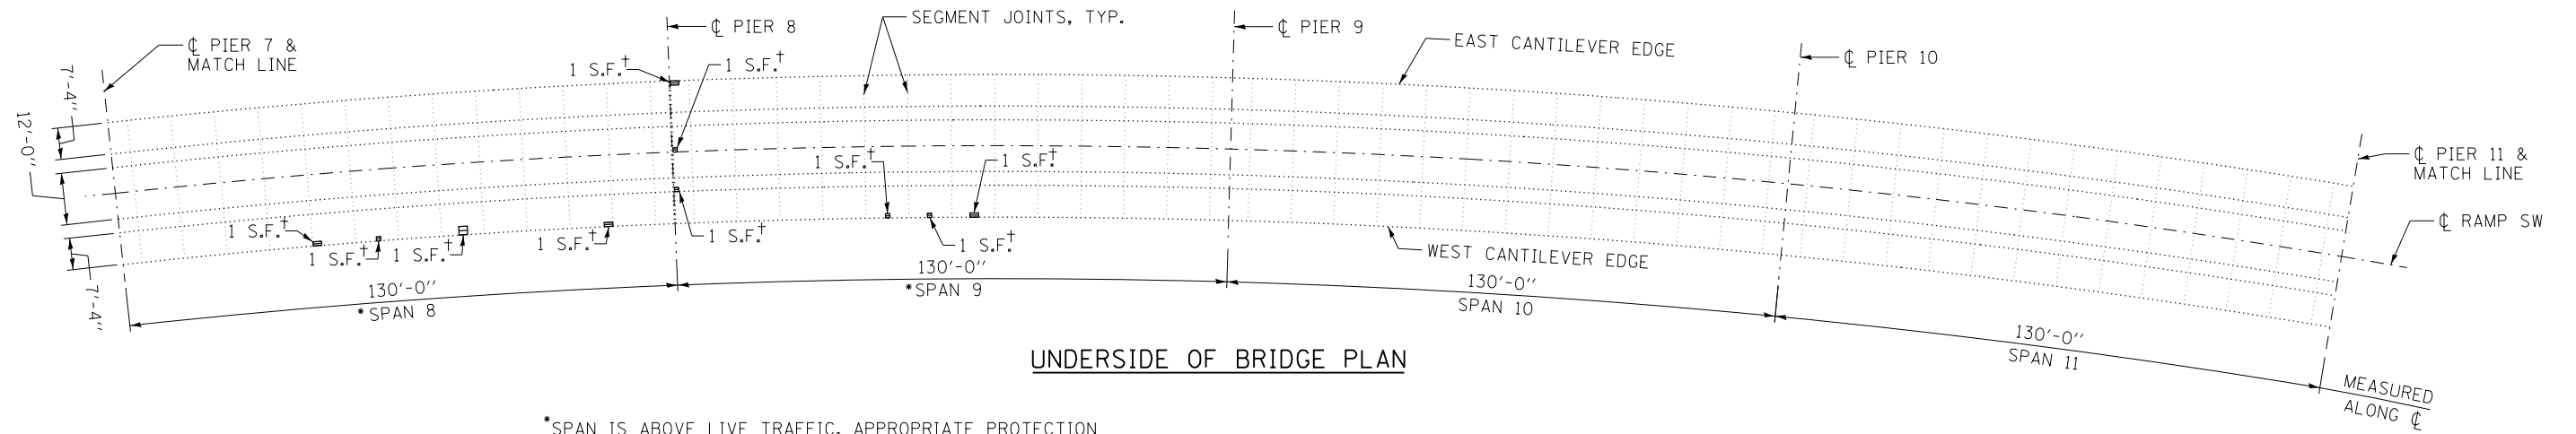 ℄ PIER 7 &
MATCH LINE
℄ PIER 8
SEGMENT JOINTS, TYP.
℄ PIER 9
EAST CANTILEVER EDGE
℄ PIER 10
℄ PIER 11 &
MATCH LINE
℄ RAMP SW
7'-4"
12'-0"
7'-4"
1 S.F.†
1 S.F.†
1 S.F.†
1 S.F.†
1 S.F.†
1 S.F.†
1 S.F.†
1 S.F.†
1 S.F.†
1 S.F.†
WEST CANTILEVER EDGE
130'-0"
*SPAN 8
130'-0"
*SPAN 9
130'-0"
SPAN 10
130'-0"
SPAN 11
MEASURED
ALONG ℄
UNDERSIDE OF BRIDGE PLAN
*SPAN IS ABOVE LIVE TRAFFIC. APPROPRIATE PROTECTION